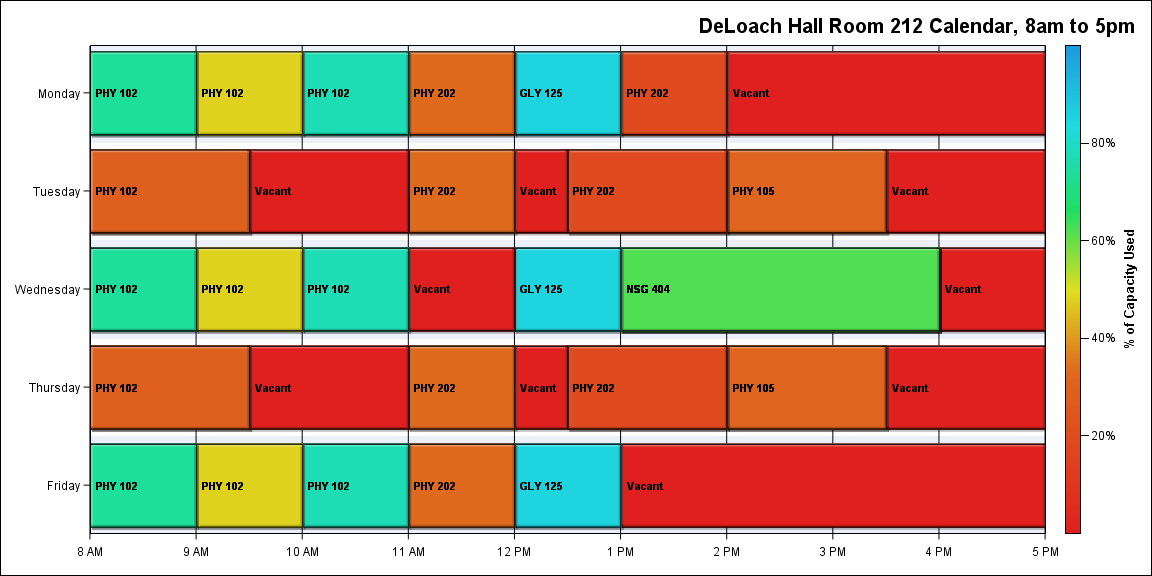 DeLoach Hall Room 212 Calendar, 8am to 5pm
Monday
PHY 102
PHY 102
PHY 102
PHY 202
GLY 125
PHY 202
Vacant
Tuesday
PHY 102
Vacant
PHY 202
Vacant
PHY 202
PHY 105
Vacant
Wednesday
PHY 102
PHY 102
PHY 102
Vacant
GLY 125
NSG 404
Vacant
Thursday
PHY 102
Vacant
PHY 202
Vacant
PHY 202
PHY 105
Vacant
Friday
PHY 102
PHY 102
PHY 102
PHY 202
GLY 125
Vacant
8 AM
9 AM
10 AM
11 AM
12 PM
1 PM
2 PM
3 PM
4 PM
5 PM
80%
60%
40%
20%
% of Capacity Used